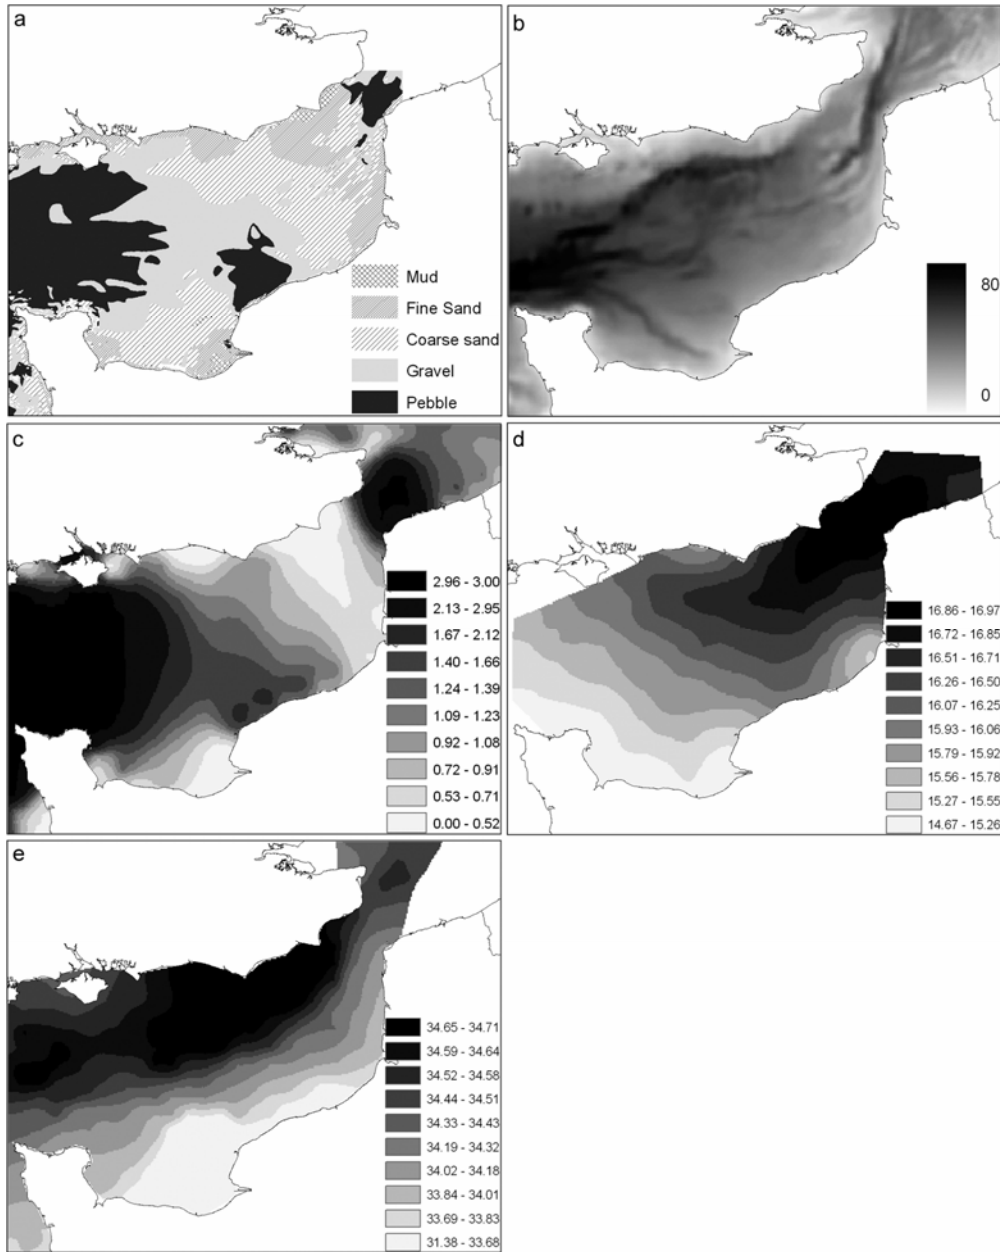 a
Mud
Fine Sand
Coarse sand
Gravel
Pebble
b
80
0
c
2.96 - 3.00
2.13 - 2.95
1.67 - 2.12
1.40 - 1.66
1.24 - 1.39
1.09 - 1.23
0.92 - 1.08
0.72 - 0.91
0.53 - 0.71
0.00 - 0.52
d
16.86 - 16.97
16.72 - 16.85
16.51 - 16.71
16.26 - 16.50
16.07 - 16.25
15.93 - 16.06
15.79 - 15.92
15.56 - 15.78
15.27 - 15.55
14.67 - 15.26
e
34.65 - 34.71
34.59 - 34.64
34.52 - 34.58
34.44 - 34.51
34.33 - 34.43
34.19 - 34.32
34.02 - 34.18
33.84 - 34.01
33.69 - 33.83
31.38 - 33.68